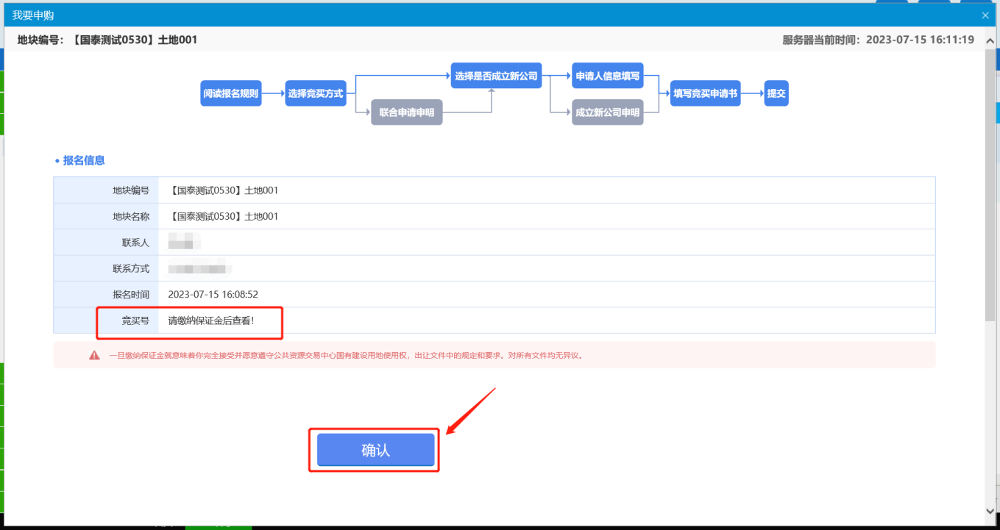 我要申购
地块编号：【国泰测试0530】土地001
服务器当前时间：2023-07-15 16:11:19
阅读报名规则
选择竞买方式
联合申请申明
选择是否成立新公司
申请人信息填写
成立新公司申明
填写竞买申请书
提交
报名信息
地块编号 【国泰测试0530】土地001
地块名称 【国泰测试0530】土地001
联系人
联系方式
报名时间 2023-07-15 16:08:52
竞买号 请缴纳保证金后查看！
一旦缴纳保证金就意味着你完全接受并愿意遵守公共资源交易中心国有建设用地使用权，出让文件中的规定和要求。对所有文件均无异议。
确认